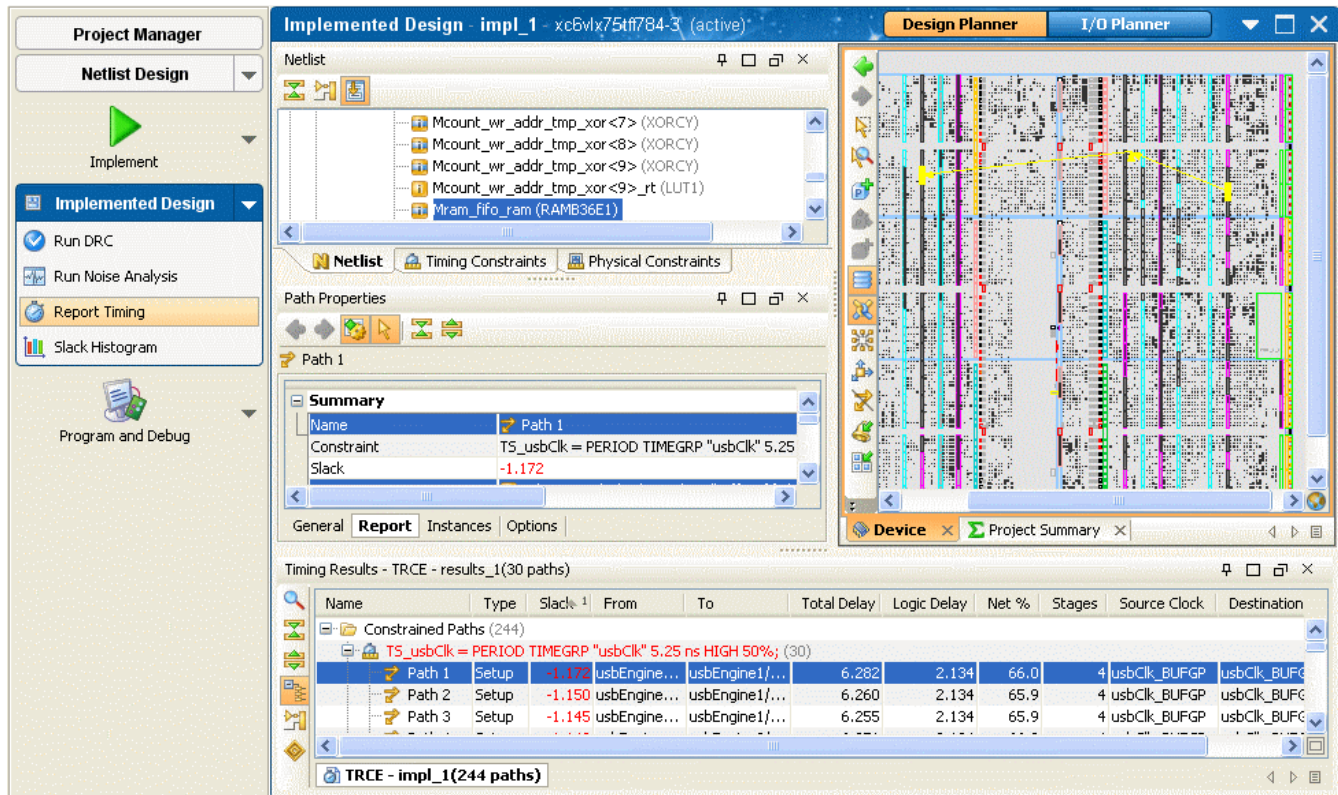 Project Manager
Netlist Design
Implement
Implemented Design
Run DRC
Run Noise Analysis
Report Timing
Slack Histogram
Program and Debug
Implemented Design - impl_1 - xc6vlx75tff784-3 (active)
Design Planner
I/O Planner
Netlist
Mcount_wr_addr_tmp_xor<7> (XORCY)
Mcount_wr_addr_tmp_xor<8> (XORCY)
Mcount_wr_addr_tmp_xor<9> (XORCY)
Mcount_wr_addr_tmp_xor<9>_rt (LUT1)
Mram_fifo_ram (RAMB36E1)
Netlist Timing Constraints Physical Constraints
Path Properties
Path 1
Summary
Name Path 1
Constraint TS_usbClk = PERIOD TIMEGRP "usbClk" 5.25
Slack -1.172
General Report Instances Options
Device Project Summary
Timing Results - TRCE - results_1(30 paths)
Name Type Slack 1 From To Total Delay Logic Delay Net % Stages Source Clock Destination
Constrained Paths (244)
TS_usbClk = PERIOD TIMEGRP "usbClk" 5.25 ns HIGH 50%; (30)
Path 1 Setup -1.172 usbEngine... usbEngine1/... 6.282 2.134 66.0 4 usbClk_BUFGP usbClk_BUFG
Path 2 Setup -1.150 usbEngine... usbEngine1/... 6.260 2.134 65.9 4 usbClk_BUFGP usbClk_BUFG
Path 3 Setup -1.145 usbEngine... usbEngine1/... 6.255 2.134 65.9 4 usbClk_BUFGP usbClk_BUFG
TRCE - impl_1(244 paths)